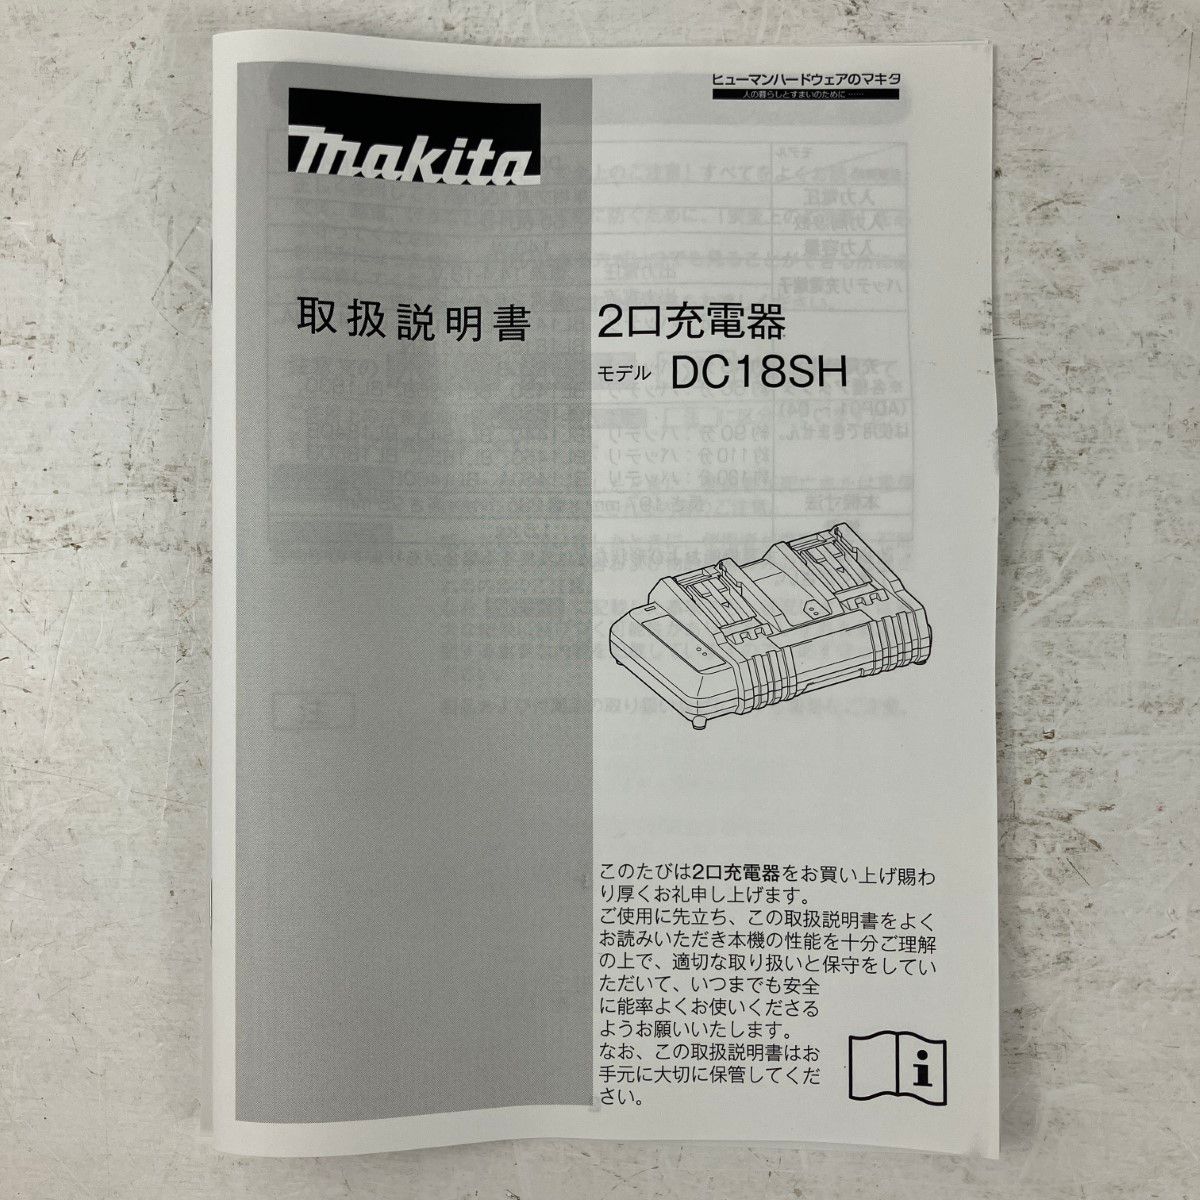 ヒューマンハードウェアのマキタ
人の暮らしとすまいのために……
makita
取扱説明書
2口充電器
モデル DC18SH
このたびは2口充電器をお買い上げ賜わ
り厚くお礼申し上げます。
ご使用に先立ち、この取扱説明書をよく
お読みいただき本機の性能を十分ご理解
の上で、適切な取り扱いと保守をしてい
ただいて、いつまでも安全
に能率よくお使いくださる
ようお願いいたします。
なお、この取扱説明書はお
手元に大切に保管してくだ
さい。
i